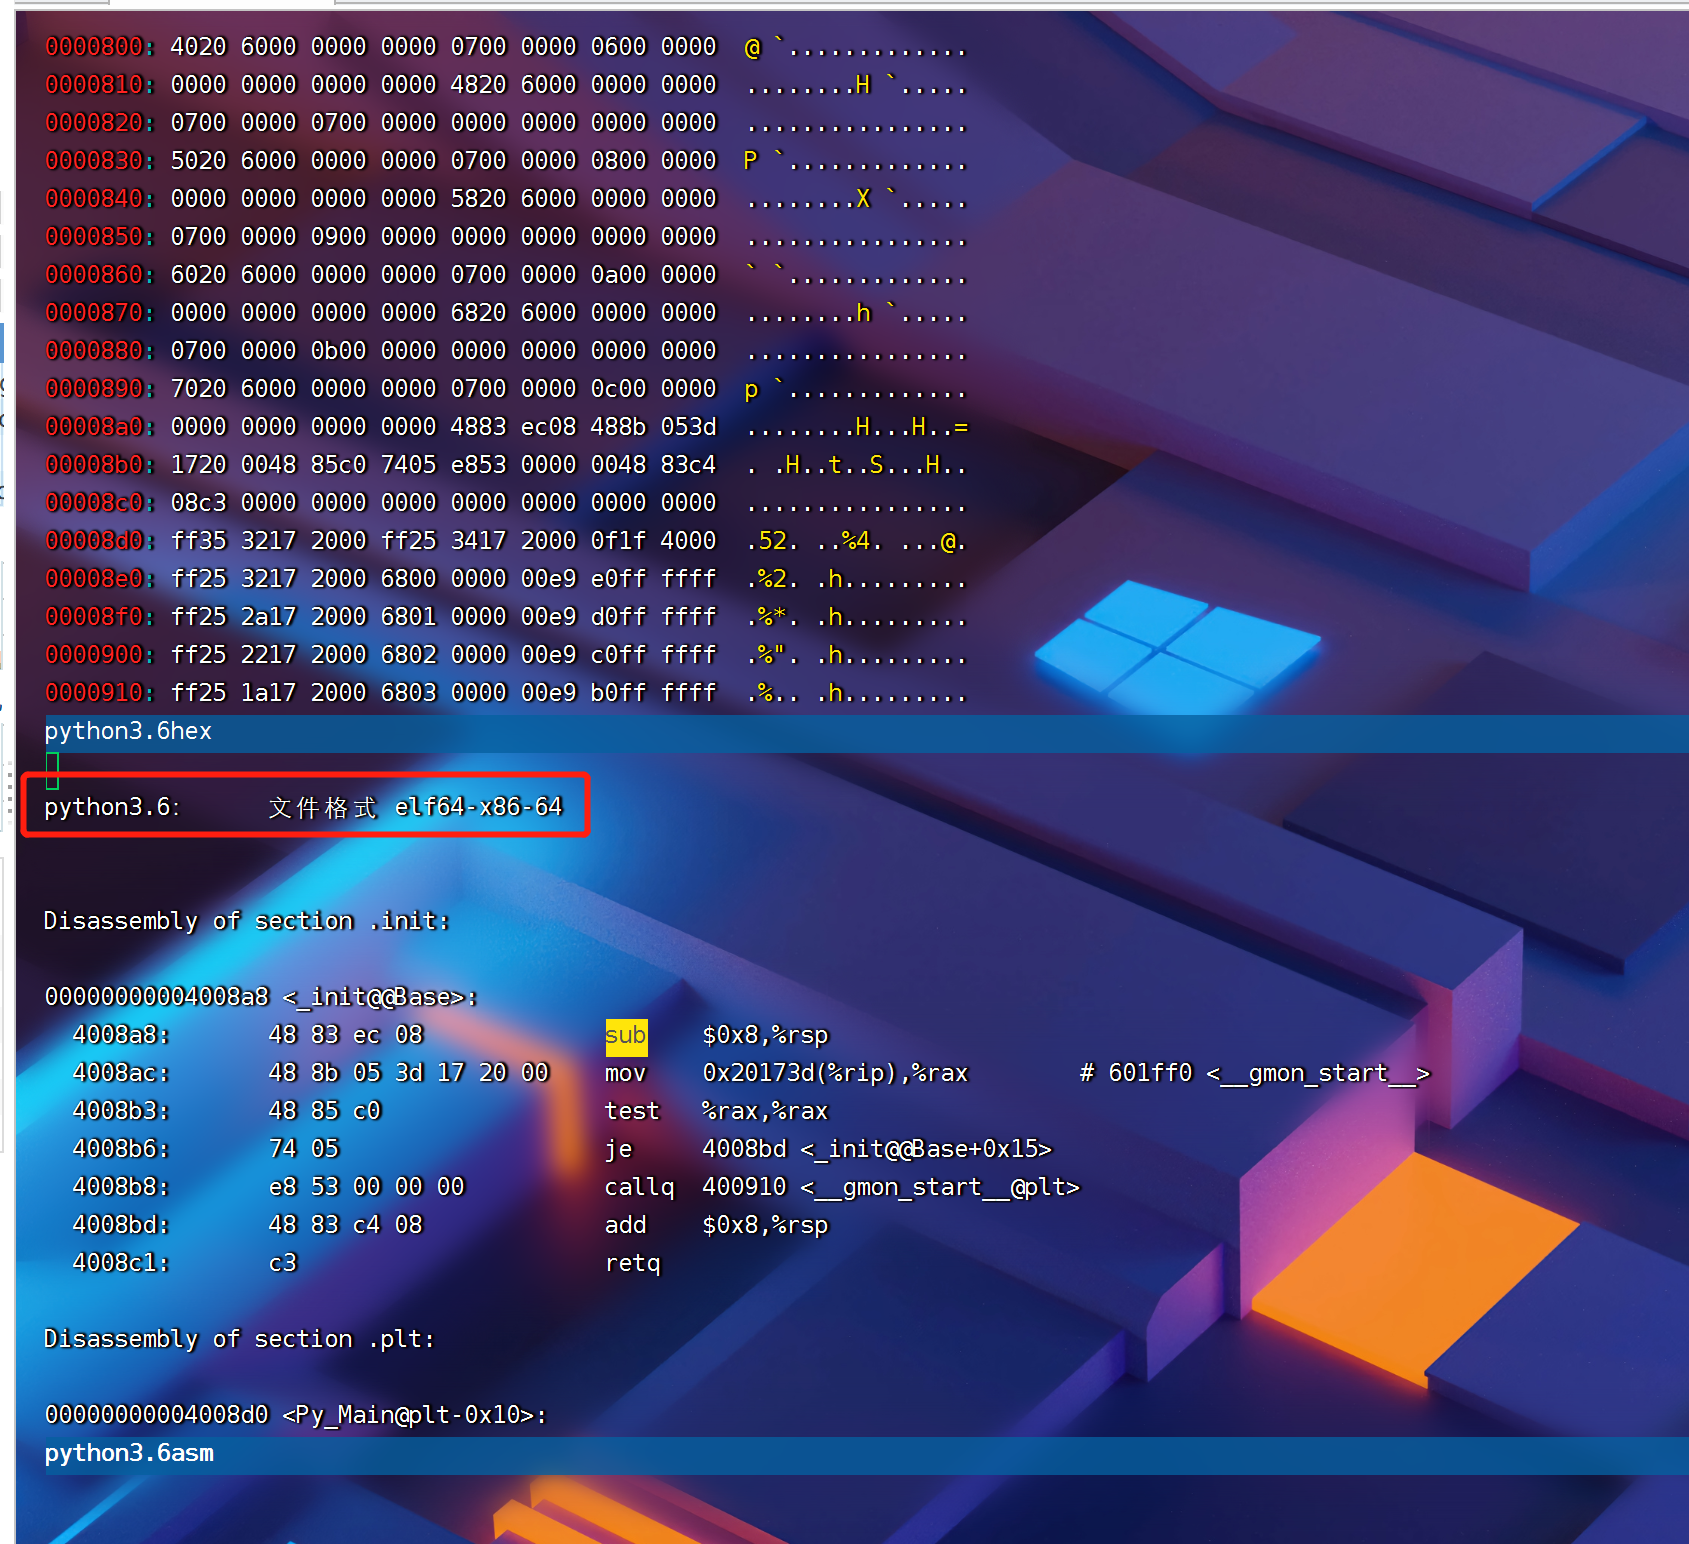 0000800: 4020 6000 0000 0000 0700 0000 0600 0000  @ `.............
0000810: 0000 0000 0000 0000 4820 6000 0000 0000  ........H `.....
0000820: 0700 0000 0700 0000 0000 0000 0000 0000  ................
0000830: 5020 6000 0000 0000 0700 0000 0800 0000  P `.............
0000840: 0000 0000 0000 0000 5820 6000 0000 0000  ........X `.....
0000850: 0700 0000 0900 0000 0000 0000 0000 0000  ................
0000860: 6020 6000 0000 0000 0700 0000 0a00 0000  ` `.............
0000870: 0000 0000 0000 0000 6820 6000 0000 0000  ........h `.....
0000880: 0700 0000 0b00 0000 0000 0000 0000 0000  ................
0000890: 7020 6000 0000 0000 0700 0000 0c00 0000  p `.............
00008a0: 0000 0000 0000 0000 4883 ec08 488b 053d  ........H...H..=
00008b0: 1720 0048 85c0 7405 e853 0000 0048 83c4  . .H..t..S...H..
00008c0: 08c3 0000 0000 0000 0000 0000 0000 0000  ................
00008d0: ff35 3217 2000 ff25 3417 2000 0f1f 4000  .52. ..%4. ...@.
00008e0: ff25 3217 2000 6800 0000 00e9 e0ff ffff  .%2. .h.........
00008f0: ff25 2a17 2000 6801 0000 00e9 d0ff ffff  .%*. .h.........
0000900: ff25 2217 2000 6802 0000 00e9 c0ff ffff  .%". .h.........
0000910: ff25 1a17 2000 6803 0000 00e9 b0ff ffff  .%.. .h.........
python3.6hex
python3.6:      文件格式 elf64-x86-64
Disassembly of section .init:
00000000004008a8 <_init@@Base>:
  4008a8:       48 83 ec 08             sub    $0x8,%rsp
  4008ac:       48 8b 05 3d 17 20 00    mov    0x20173d(%rip),%rax        # 601ff0 <__gmon_start__>
  4008b3:       48 85 c0                test   %rax,%rax
  4008b6:       74 05                   je     4008bd <_init@@Base+0x15>
  4008b8:       e8 53 00 00 00          callq  400910 <__gmon_start__@plt>
  4008bd:       48 83 c4 08             add    $0x8,%rsp
  4008c1:       c3                      retq
Disassembly of section .plt:
00000000004008d0 <Py_Main@plt-0x10>:
python3.6asm